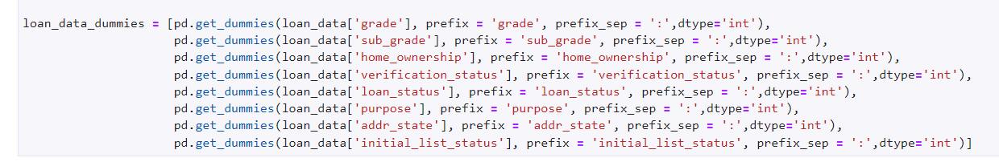 loan_data_dummies = [pd.get_dummies(loan_data['grade'], prefix = 'grade', prefix_sep = ':',dtype='int'),
pd.get_dummies(loan_data['sub_grade'], prefix = 'sub_grade', prefix_sep = ':',dtype='int'),
pd.get_dummies(loan_data['home_ownership'], prefix = 'home_ownership', prefix_sep = ':',dtype='int'),
pd.get_dummies(loan_data['verification_status'], prefix = 'verification_status', prefix_sep = ':',dtype='int'),
pd.get_dummies(loan_data['loan_status'], prefix = 'loan_status', prefix_sep = ':',dtype='int'),
pd.get_dummies(loan_data['purpose'], prefix = 'purpose', prefix_sep = ':',dtype='int'),
pd.get_dummies(loan_data['addr_state'], prefix = 'addr_state', prefix_sep = ':',dtype='int'),
pd.get_dummies(loan_data['initial_list_status'], prefix = 'initial_list_status', prefix_sep = ':',dtype='int')]